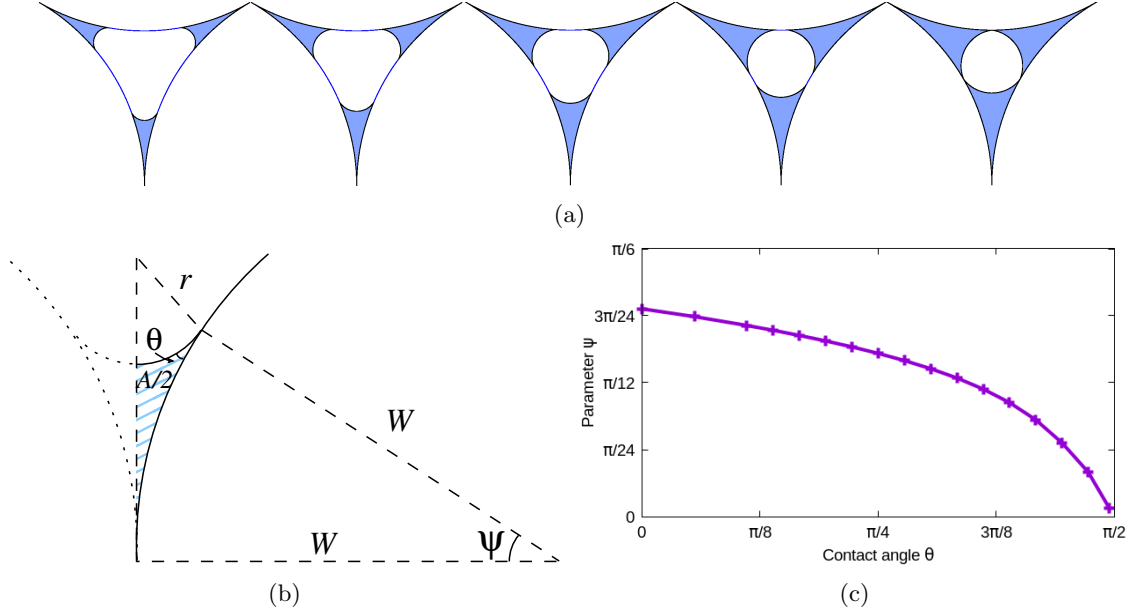 (a)
r
θ
A/2
W
W
ψ
(b)
π/6
3π/24
π/12
π/24
0
Parameter ψ
0
π/8
π/4
3π/8
π/2
Contact angle θ
(c)